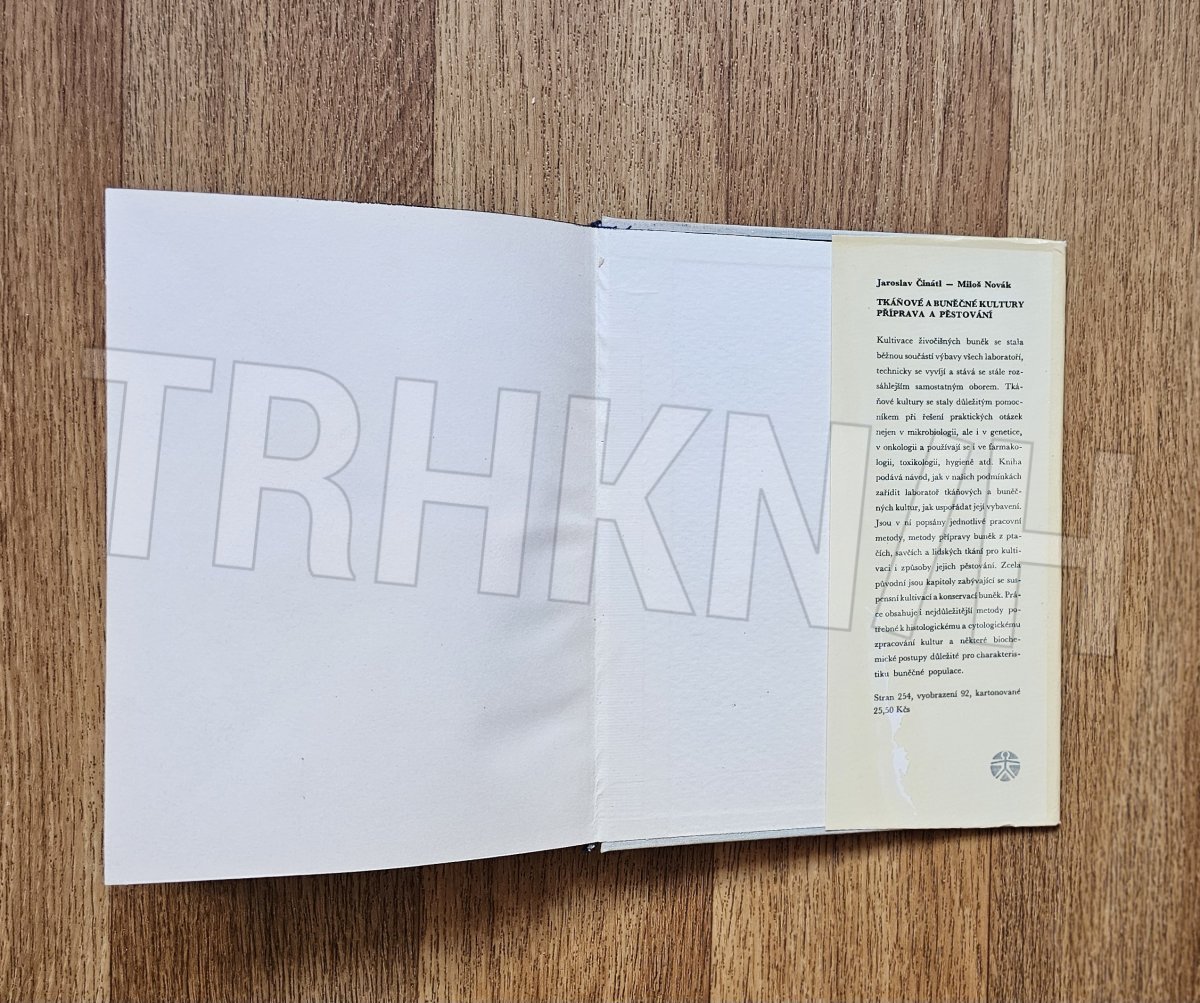 Jaroslav Činátl — Miloš Novák
TKÁŇOVÉ A BUNĚČNÉ KULTURY
PŘÍPRAVA A PĚSTOVÁNÍ
Kultivace živočišných buněk se stala
běžnou součástí výbavy všech laboratoří,
technicky se vyvíjí a stává se stále roz-
sáhlejším samostatným oborem. Tká-
ňové kultury se staly důležitým pomoc-
níkem při řešení praktických otázek
nejen v mikrobiologii, ale i v genetice,
v onkologii a používají se i ve farmako-
logii, toxikologii, hygieně atd. Kniha
podává návod, jak v našich podmínkách
zařídit laboratoř tkáňových a buněč-
ných kultur, jak uspořádat její vybavení.
Jsou v ní popsány jednotlivé pracovní
metody, metody přípravy buněk z pta-
čích, savčích a lidských tkání pro kulti-
vaci i způsoby jejich pěstování. Zcela
původní jsou kapitoly zabývající se sus-
pensní kultivací a konservací buněk. Prá-
ce obsahuje i nejdůležitější metody po-
třebné k histologickému a cytologickému
zpracování kultur a některé bioche-
mické postupy důležité pro charakteris-
tiku buněčné populace.
Stran 254, vyobrazení 92, kartonované
25,50 Kčs
TRHKNIH